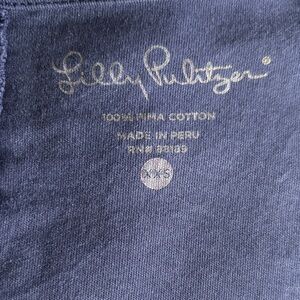 Lilly Pulitzer®
100% PIMA COTTON
MADE IN PERU
RN# 88189
XXS